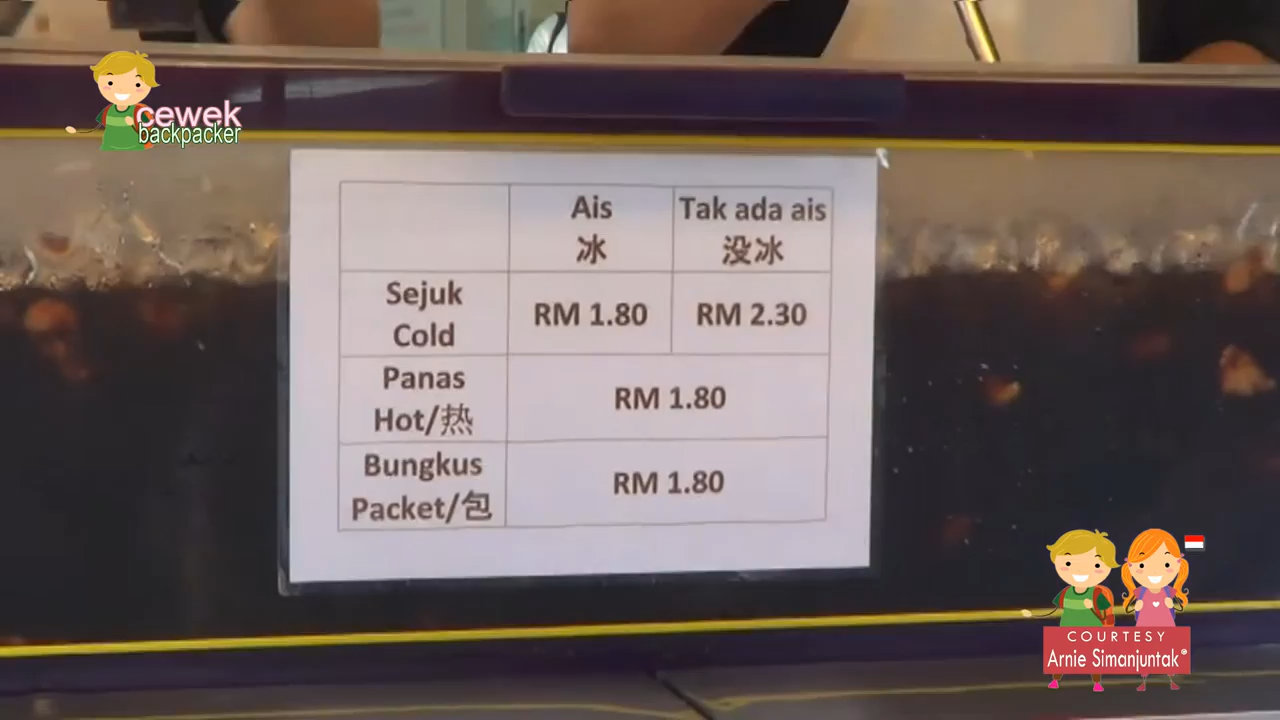 cewek
backpacker
Ais
冰
Tak ada ais
没冰
Sejuk
Cold
RM 1.80
RM 2.30
Panas
Hot/热
RM 1.80
Bungkus
Packet/包
RM 1.80
COURTESY
Arnie Simanjuntak®